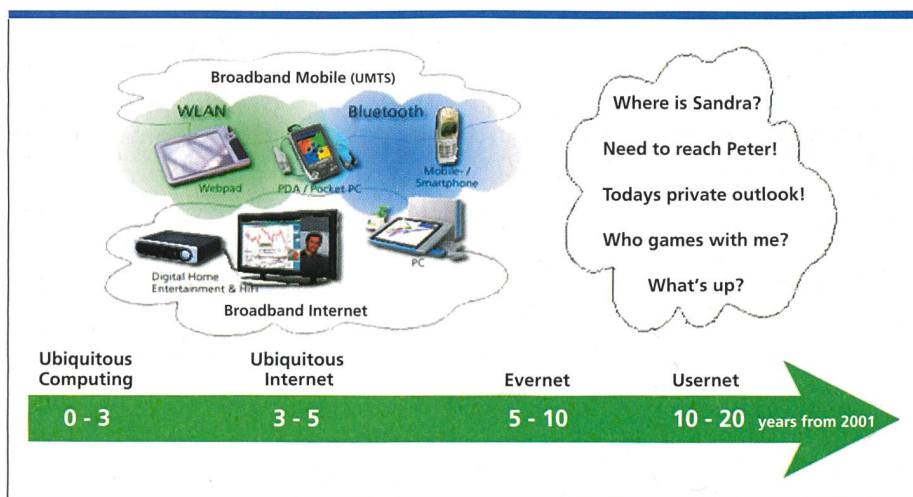 Broadband Mobile (UMTS)
WLAN
Bluetooth
Webpad
PDA / Pocket PC
Mobile- /
Smartphone
Digital Home
Entertainment & HiFi
PC
Broadband Internet
Where is Sandra?
Need to reach Peter!
Todays private outlook!
Who games with me?
What's up?
Ubiquitous
Computing
Ubiquitous
Internet
Evernet
Usernet
0 - 3
3 - 5
5 - 10
10 - 20 years from 2001